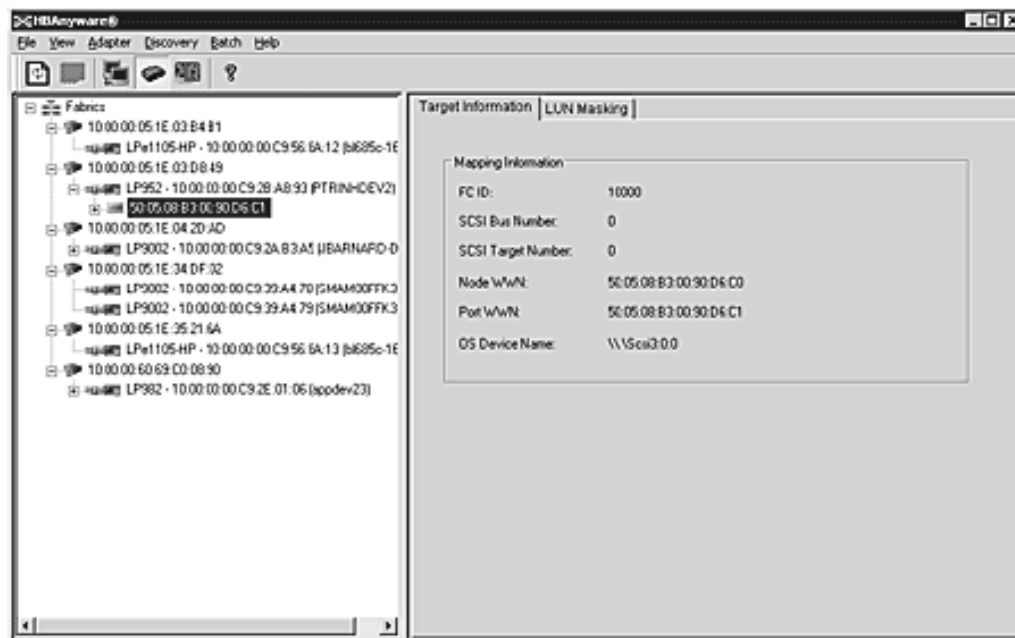 HBAnyware®
File View Adapter Discovery Batch Help
Fabrics
10:00:00:05:1E:03:B4:B1
LPe1105-HP - 10:00:00:00:C9:56:6A:12 (bl685c-16
10:00:00:05:1E:03:D8:49
LP952 - 10:00:00:00:C9:28:A8:93 (PTRINHDEV2)
50:05:08:B3:00:90:D6:C1
10:00:00:05:1E:04:2D:AD
LP9002 - 10:00:00:00:C9:2A:B3:A5 (JBARNARD-D
10:00:00:05:1E:34:DF:02
LP9002 - 10:00:00:00:C9:39:A4:70 (SMAM00FFK3
LP9002 - 10:00:00:00:C9:39:A4:79 (SMAM00FFK3
10:00:00:05:1E:35:21:6A
LPe1105-HP - 10:00:00:00:C9:56:6A:13 (bl685c-16
10:00:00:60:69:C0:08:90
LP982 - 10:00:00:00:C9:2E:01:06 (appdev23)
Target Information LUN Masking
Mapping Information
FC ID: 10000
SCSI Bus Number: 0
SCSI Target Number: 0
Node WWN: 50:05:08:B3:00:90:D6:C0
Port WWN: 50:05:08:B3:00:90:D6:C1
OS Device Name: \\.\Scsi3:0:0